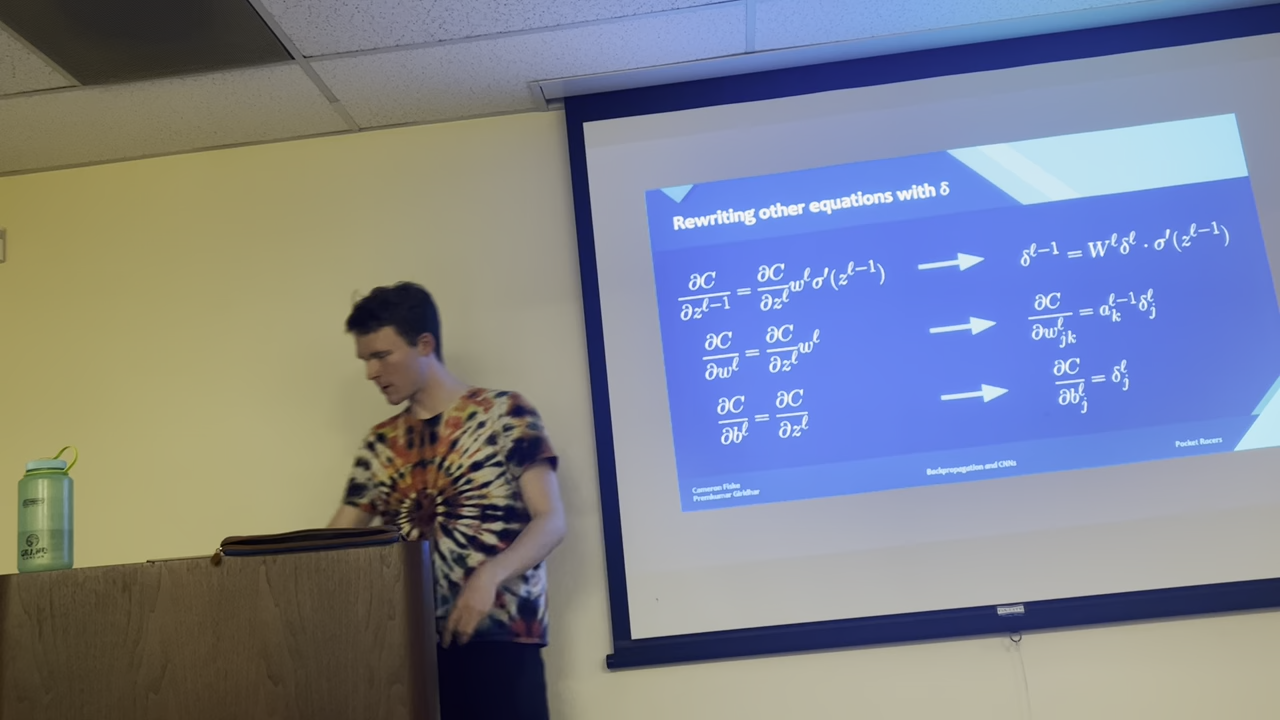 Rewriting other equations with δ
∂C/∂z^{ℓ−1} = ∂C/∂z^ℓ w^ℓ σ′(z^{ℓ−1}) → δ^{ℓ−1} = W^ℓ δ^ℓ · σ′(z^{ℓ−1})
∂C/∂w^ℓ = ∂C/∂z^ℓ w^ℓ → ∂C/∂w^ℓ_{jk} = a^{ℓ−1}_k δ^ℓ_j
∂C/∂b^ℓ = ∂C/∂z^ℓ → ∂C/∂b^ℓ_j = δ^ℓ_j
Cameron Fiske
Premkumar Giridhar
Backpropagation and CNNs
Pocket Racers